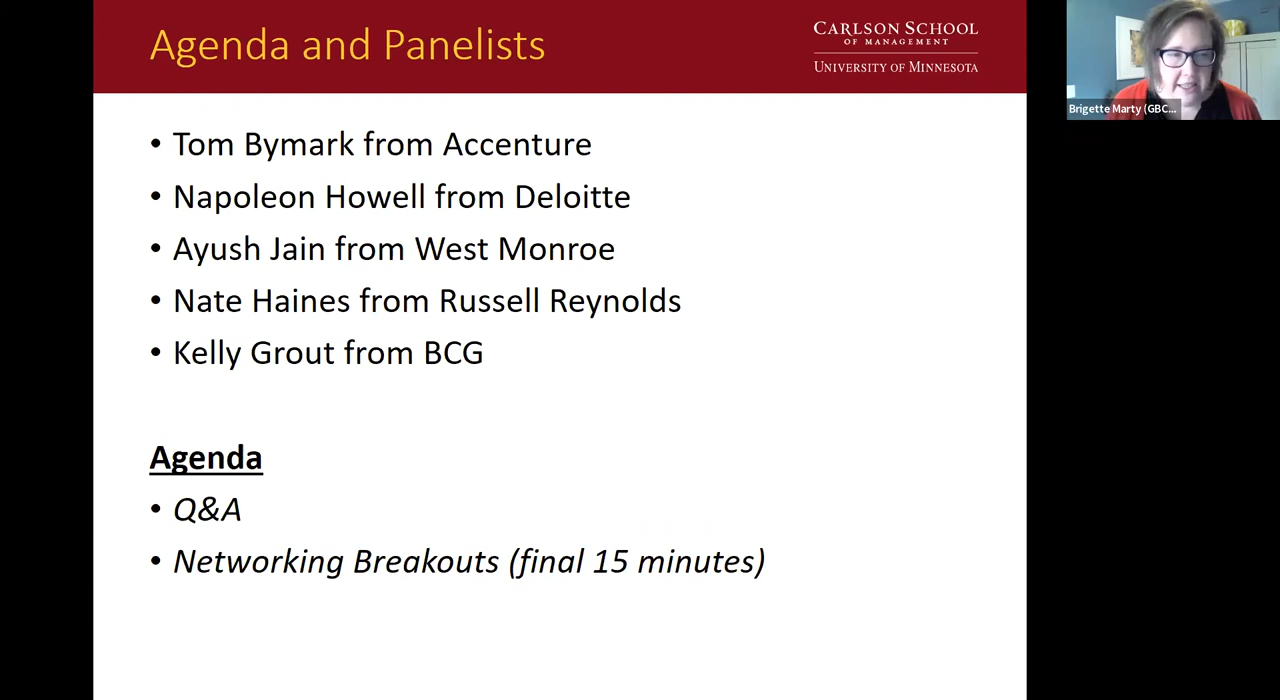 Agenda and Panelists
CARLSON SCHOOL
OF MANAGEMENT
UNIVERSITY OF MINNESOTA
Brigette Marty (GBC...
• Tom Bymark from Accenture
• Napoleon Howell from Deloitte
• Ayush Jain from West Monroe
• Nate Haines from Russell Reynolds
• Kelly Grout from BCG
Agenda
• Q&A
• Networking Breakouts (final 15 minutes)